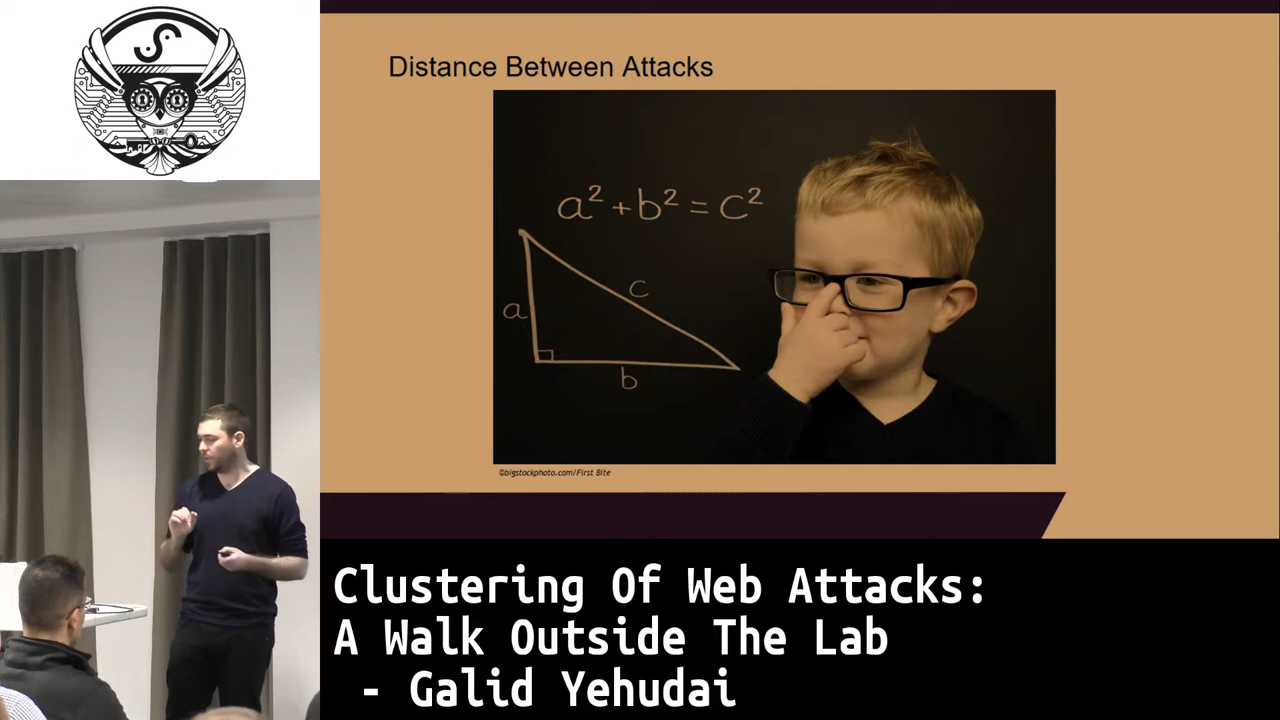 Distance Between Attacks
a² + b² = c²
a
c
b
©bigstockphoto.com/First Bite
Clustering Of Web Attacks:
A Walk Outside The Lab
- Galid Yehudai